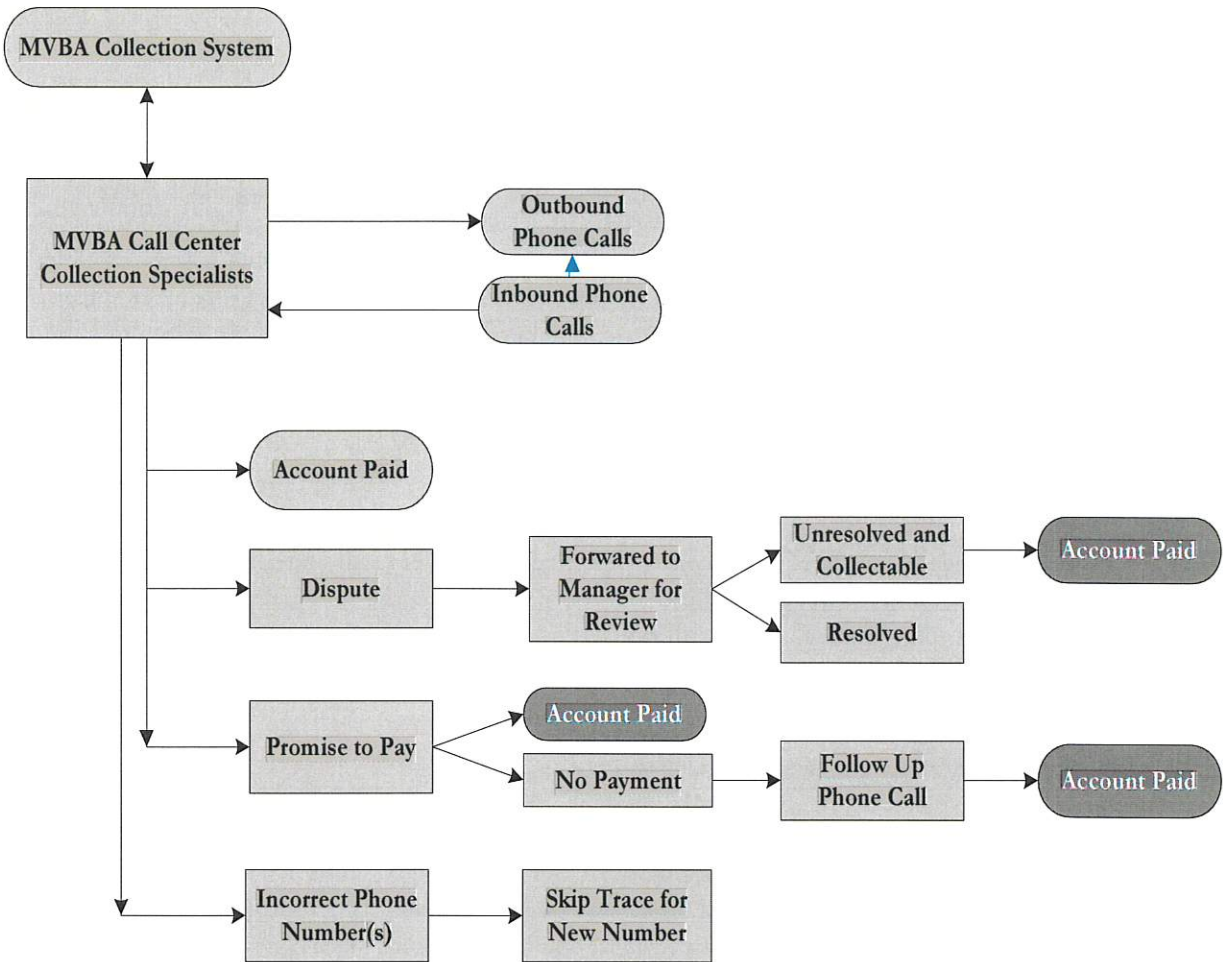 MVBA Collection System
MVBA Call Center
Collection Specialists
Outbound
Phone Calls
Inbound Phone
Calls
Account Paid
Dispute
Forwared to
Manager for
Review
Unresolved and
Collectable
Account Paid
Resolved
Promise to Pay
Account Paid
No Payment
Follow Up
Phone Call
Account Paid
Incorrect Phone
Number(s)
Skip Trace for
New Number